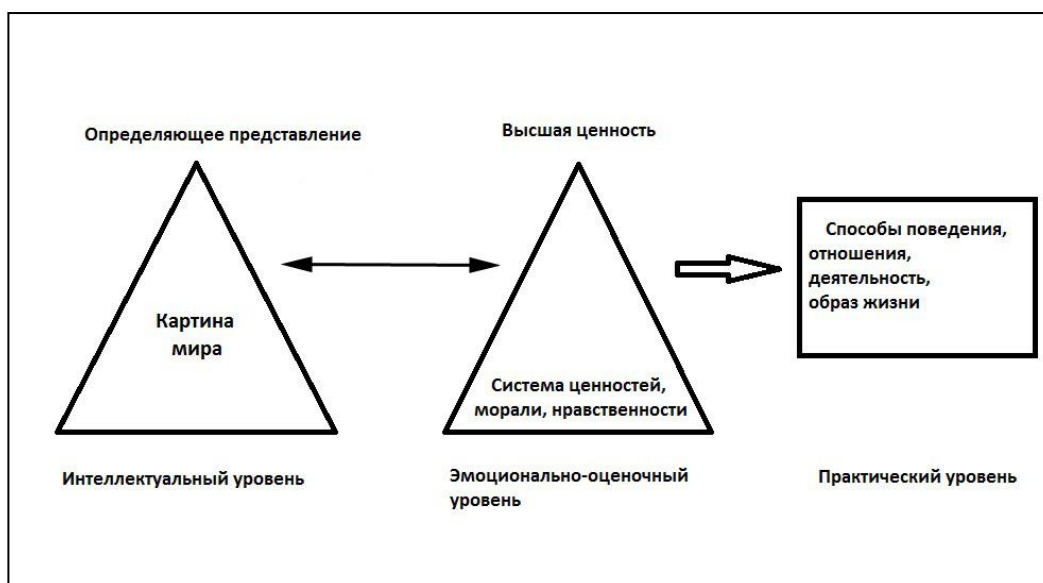 Определяющее представление
Высшая ценность
Способы поведения,
отношения,
деятельность,
образ жизни
Картина
мира
Система ценностей,
морали, нравственности
Интеллектуальный уровень
Эмоционально-оценочный
уровень
Практический уровень